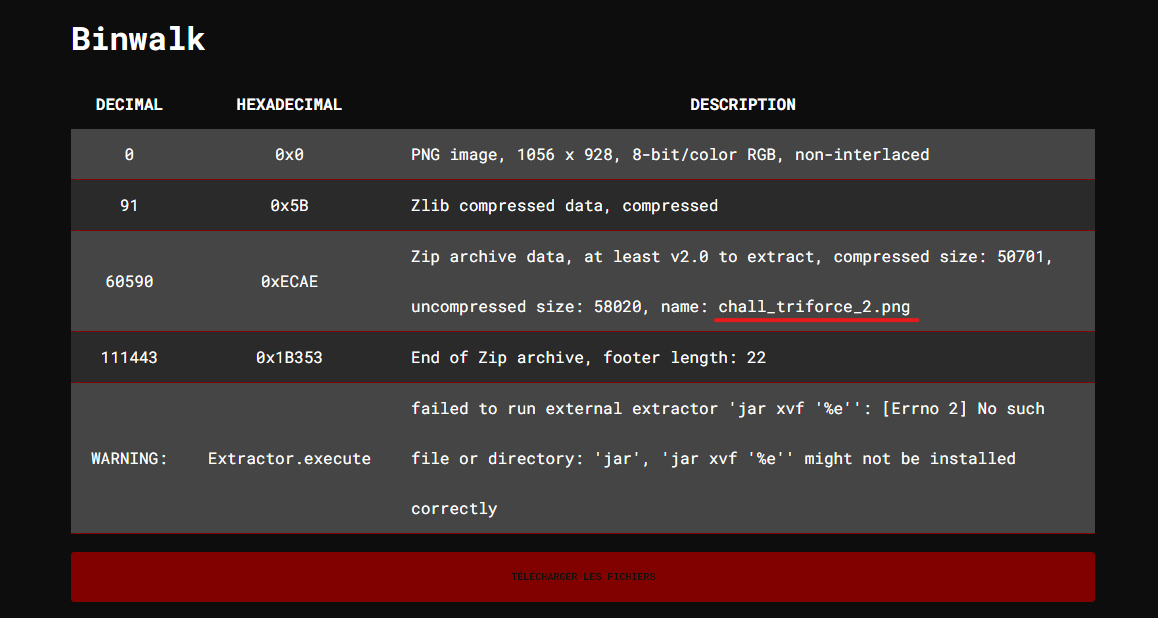 Binwalk
DECIMAL HEXADECIMAL DESCRIPTION
0 0x0 PNG image, 1056 x 928, 8-bit/color RGB, non-interlaced
91 0x5B Zlib compressed data, compressed
Zip archive data, at least v2.0 to extract, compressed size: 50701,
60590 0xECAE
uncompressed size: 58020, name: chall_triforce_2.png
111443 0x1B353 End of Zip archive, footer length: 22
failed to run external extractor 'jar xvf '%e'': [Errno 2] No such
WARNING: Extractor.execute file or directory: 'jar', 'jar xvf '%e'' might not be installed
correctly
TÉLÉCHARGER LES FICHIERS